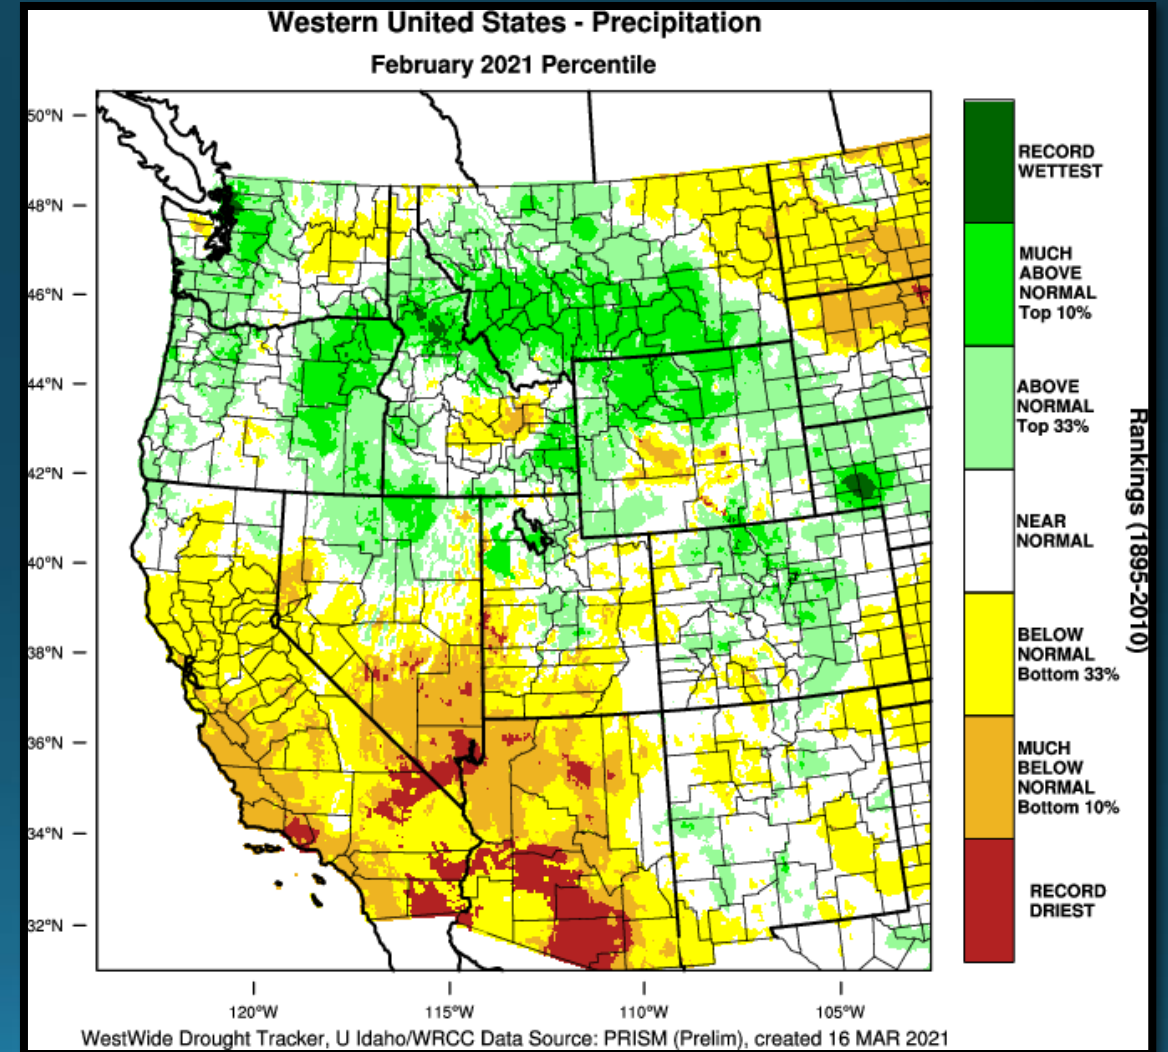 Western United States - Precipitation
February 2021 Percentile
50°N
48°N
46°N
44°N
42°N
40°N
38°N
36°N
34°N
32°N
120°W
115°W
110°W
105°W
RECORD
WETTEST
MUCH
ABOVE
NORMAL
Top 10%
ABOVE
NORMAL
Top 33%
NEAR
NORMAL
BELOW
NORMAL
Bottom 33%
MUCH
BELOW
NORMAL
Bottom 10%
RECORD
DRIEST
Rankings (1895-2010)
WestWide Drought Tracker, U Idaho/WRCC Data Source: PRISM (Prelim), created 16 MAR 2021